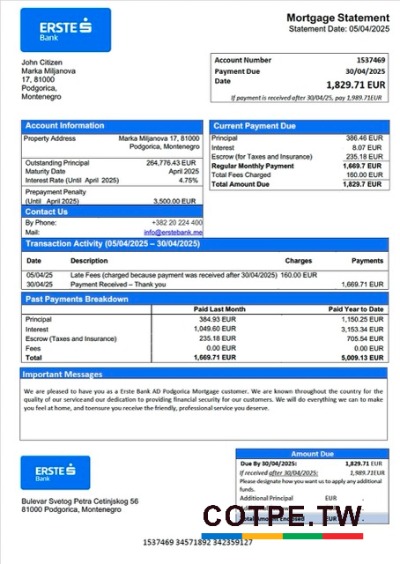 ERSTE
Bank
Mortgage Statement
Statement Date: 05/04/2025
John Citizen
Marka Miljanova
17, 81000
Podgorica,
Montenegro
Account Number 1537469
Payment Due 30/04/2025
Date 1,829.71 EUR
If payment is received after 30/04/25, pay 1,989.71EUR
Account Information
Property Address Marka Miljanova 17, 81000
Podgorica, Montenegro
Outstanding Principal 264,776.43 EUR
Maturity Date April 2025
Interest Rate (Until April 2025) 4.75%
Prepayment Penalty
(Until April 2025) 3,500.00 EUR
Contact Us
By Phone: +382 20 224 400
Mail: info@erstebank.me
Current Payment Due
Principal 386.46 EUR
Interest 8.07 EUR
Escrow (for Taxes and Insurance) 235.18 EUR
Regular Monthly Payment 1,669.7 EUR
Total Fees Charged 160.00 EUR
Total Amount Due 1,829.7 EUR
Transaction Activity (05/04/2025 – 30/04/2025)
Date Description Charges Payments
05/04/25 Late Fees (charged because payment was received after 30/04/2025) 160.00 EUR
30/04/25 Payment Received – Thank you 1,669.71 EUR
Past Payments Breakdown
Paid Last Month Paid Year to Date
Principal 384.93 EUR 1,150.25 EUR
Interest 1,049.60 EUR 3,153.34 EUR
Escrow (Taxes and Insurance) 235.18 EUR 705.54 EUR
Fees 0.00 EUR 0.00 EUR
Total 1,669.71 EUR 5,009.13 EUR
Important Messages
We are pleased to have you as a Erste Bank AD Podgorica Mortgage customer. We are known throughout the country for the
quality of our serviceand our dedication to providing financial security for our customers. We will do everything we can to make
you feel at home, and toensure you receive the friendly, professional service you deserve.
ERSTE
Bank
Bulevar Svetog Petra Cetinjskog 56
81000 Podgorica, Montenegro
Amount Due
Due By 30/04/2025: 1,829.71 EUR
If received after 30/04/2025: 1,989.71EUR
Please designate how you want us to apply any additional
funds.
Additional Principal EUR .
Total Amount Enclosed EUR .
COTPE.TW
1537469 34571892 342359127